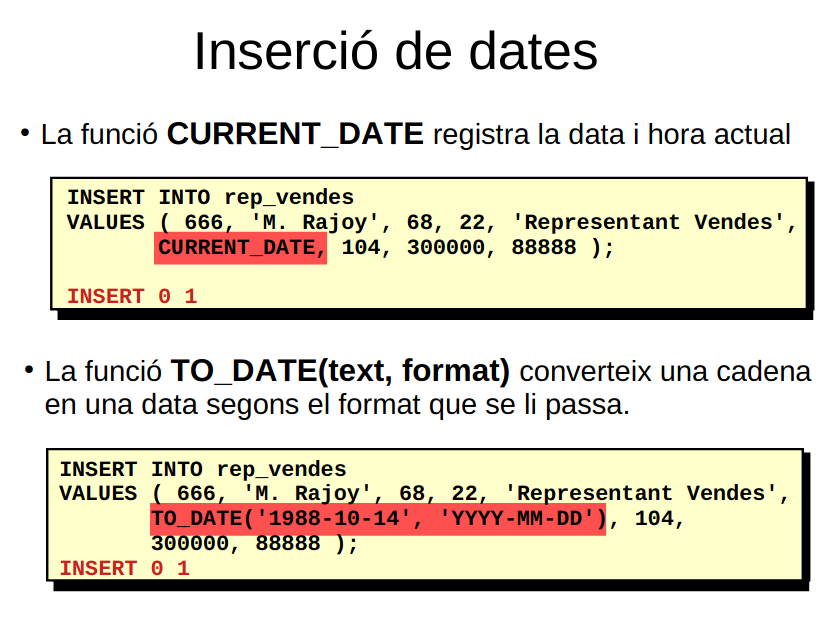 Inserció de dates
• La funció CURRENT_DATE registra la data i hora actual
INSERT INTO rep_vendes
VALUES ( 666, 'M. Rajoy', 68, 22, 'Representant Vendes',
CURRENT_DATE, 104, 300000, 88888 );
INSERT 0 1
• La funció TO_DATE(text, format) converteix una cadena
en una data segons el format que se li passa.
INSERT INTO rep_vendes
VALUES ( 666, 'M. Rajoy', 68, 22, 'Representant Vendes',
TO_DATE('1988-10-14', 'YYYY-MM-DD'), 104,
300000, 88888 );
INSERT 0 1